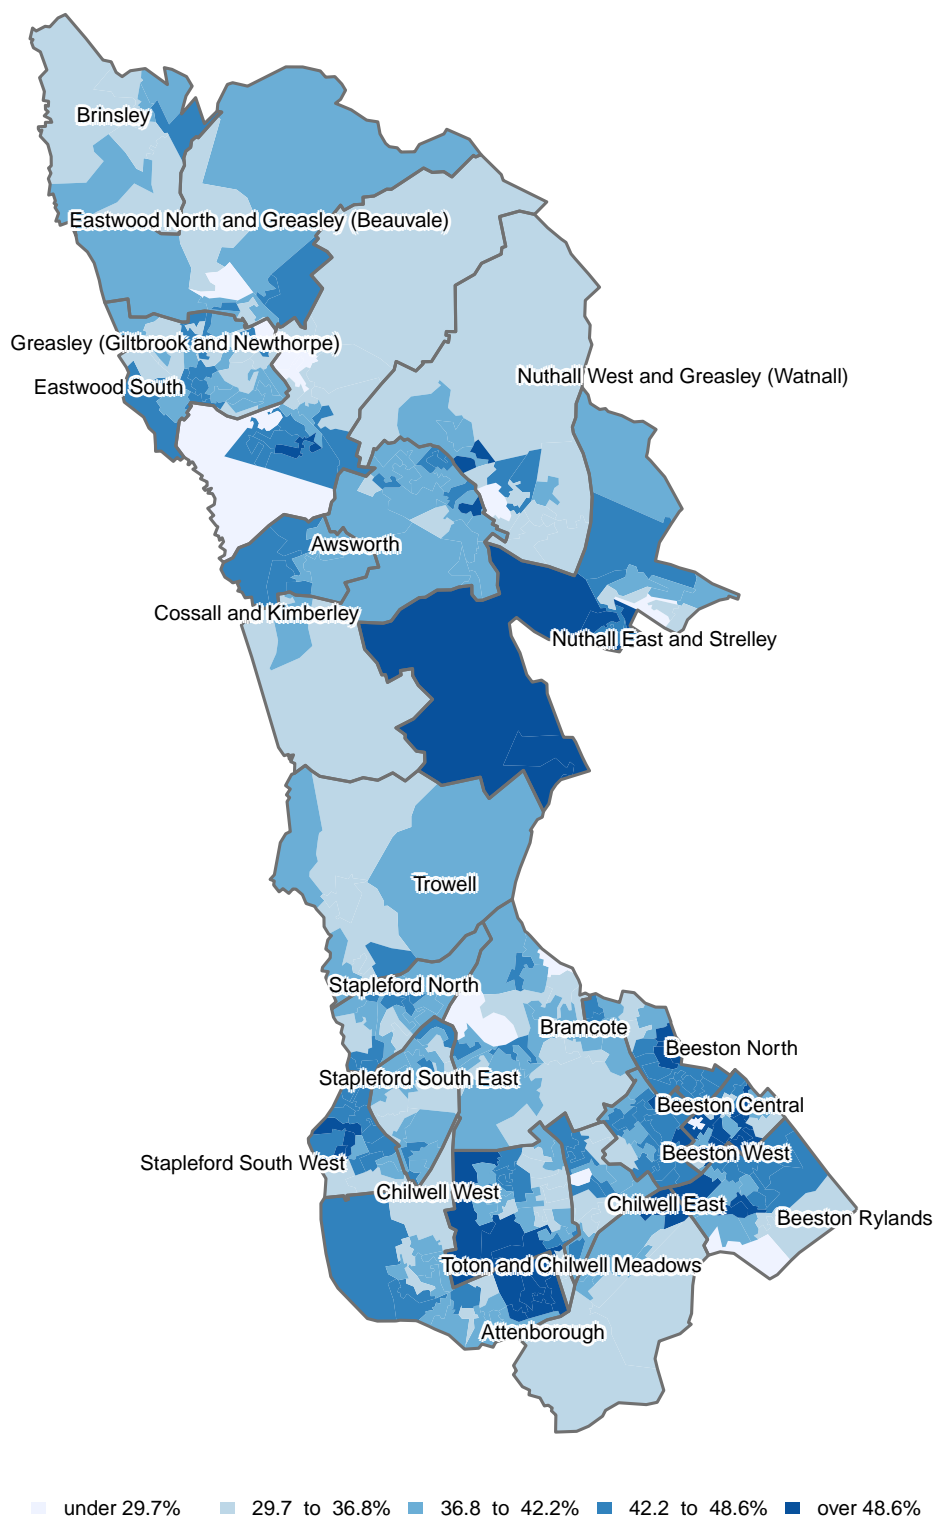 Brinsley
Eastwood North and Greasley (Beauvale)
Greasley (Giltbrook and Newthorpe)
Nuthall West and Greasley (Watnall)
Eastwood South
Awsworth
Cossall and Kimberley
Nuthall East and Strelley
Trowell
Stapleford North
Bramcote
Beeston North
Stapleford South East
Beeston Central
Beeston West
Stapleford South West
Chilwell West
Chilwell East
Beeston Rylands
Toton and Chilwell Meadows
Attenborough
under 29.7% 29.7 to 36.8% 36.8 to 42.2% 42.2 to 48.6% over 48.6%